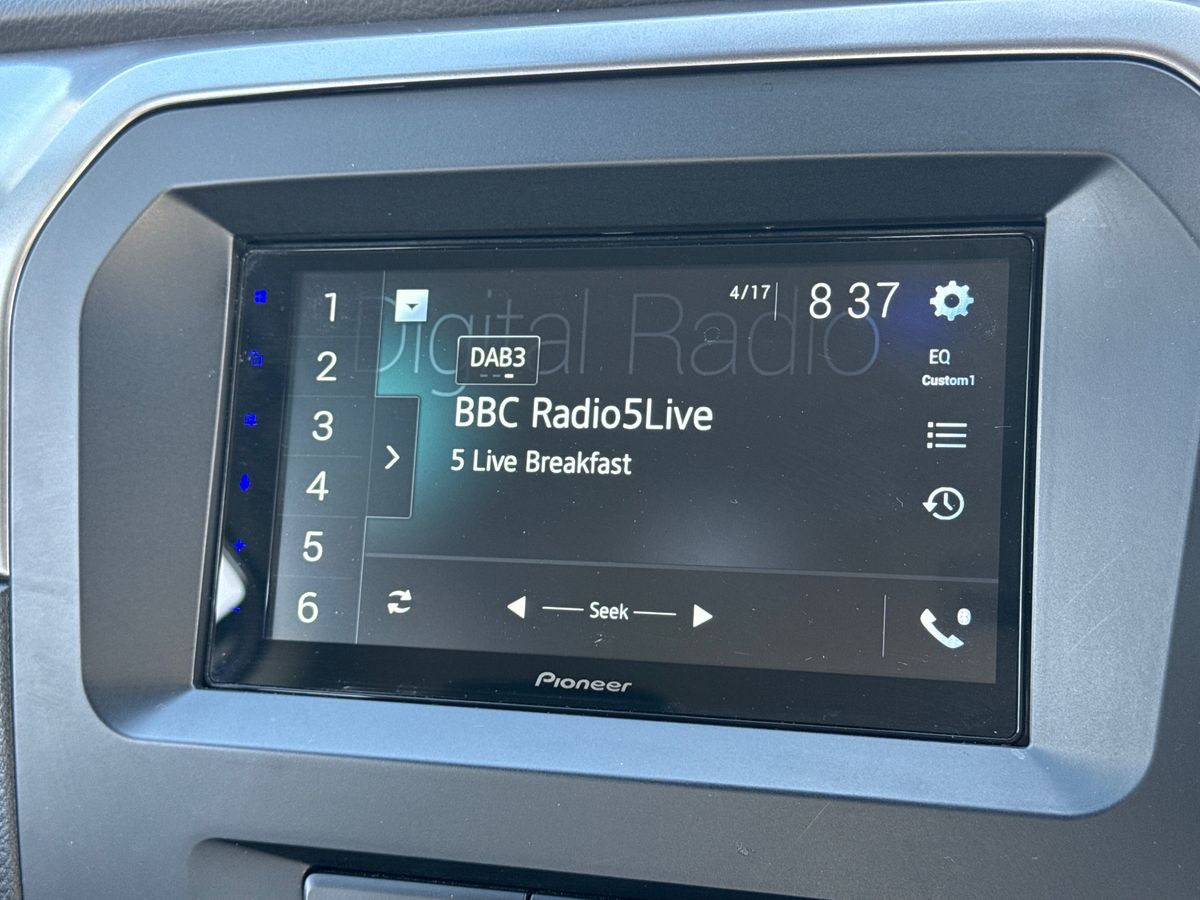 Digital Radio
4/17
8 37
DAB3
EQ
Custom1
BBC Radio5Live
5 Live Breakfast
1
2
3
4
5
6
Seek
Pioneer